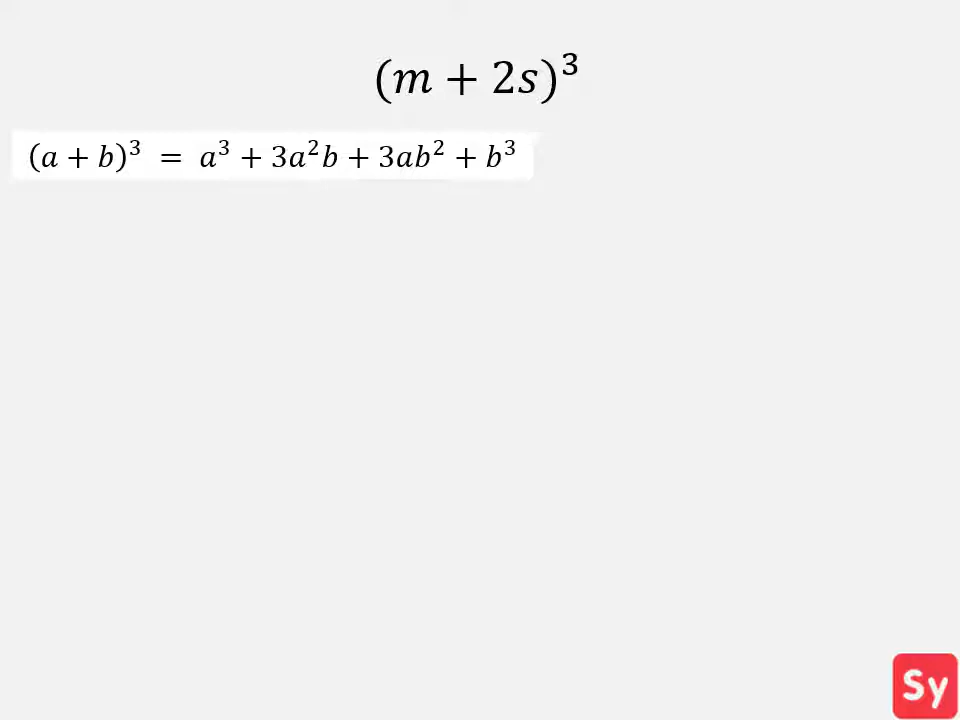 (m + 2s)³
(a + b)³ = a³ + 3a²b + 3ab² + b³
Sy